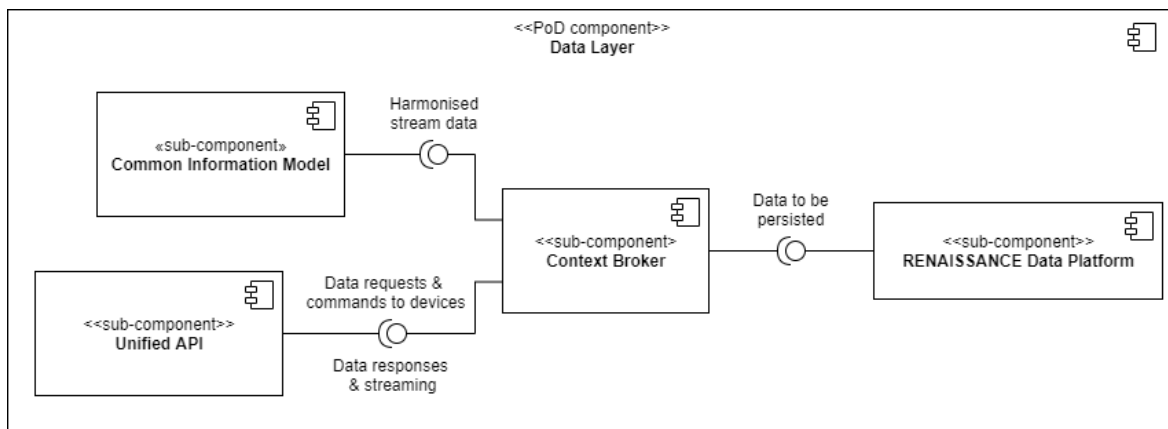 <<PoD component>>
Data Layer
«sub-component»
Common Information Model
Harmonised
stream data
<<sub-component>
Context Broker
Data to be
persisted
<<sub-component>>
RENAISSANCE Data Platform
<<sub-component>>
Unified API
Data requests &
commands to devices
Data responses
& streaming